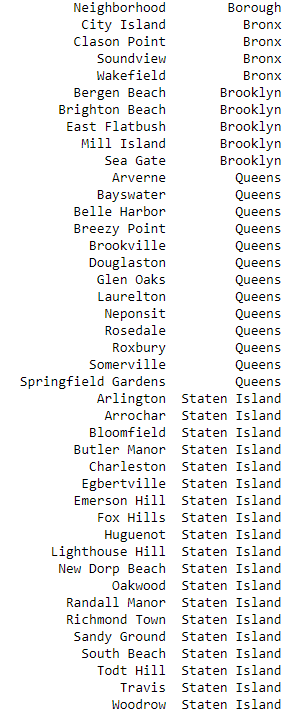 Neighborhood Borough
City Island Bronx
Clason Point Bronx
Soundview Bronx
Wakefield Bronx
Bergen Beach Brooklyn
Brighton Beach Brooklyn
East Flatbush Brooklyn
Mill Island Brooklyn
Sea Gate Brooklyn
Arverne Queens
Bayswater Queens
Belle Harbor Queens
Breezy Point Queens
Brookville Queens
Douglaston Queens
Glen Oaks Queens
Laurelton Queens
Neponsit Queens
Rosedale Queens
Roxbury Queens
Somerville Queens
Springfield Gardens Queens
Arlington Staten Island
Arrochar Staten Island
Bloomfield Staten Island
Butler Manor Staten Island
Charleston Staten Island
Egbertville Staten Island
Emerson Hill Staten Island
Fox Hills Staten Island
Huguenot Staten Island
Lighthouse Hill Staten Island
New Dorp Beach Staten Island
Oakwood Staten Island
Randall Manor Staten Island
Richmond Town Staten Island
Sandy Ground Staten Island
South Beach Staten Island
Todt Hill Staten Island
Travis Staten Island
Woodrow Staten Island